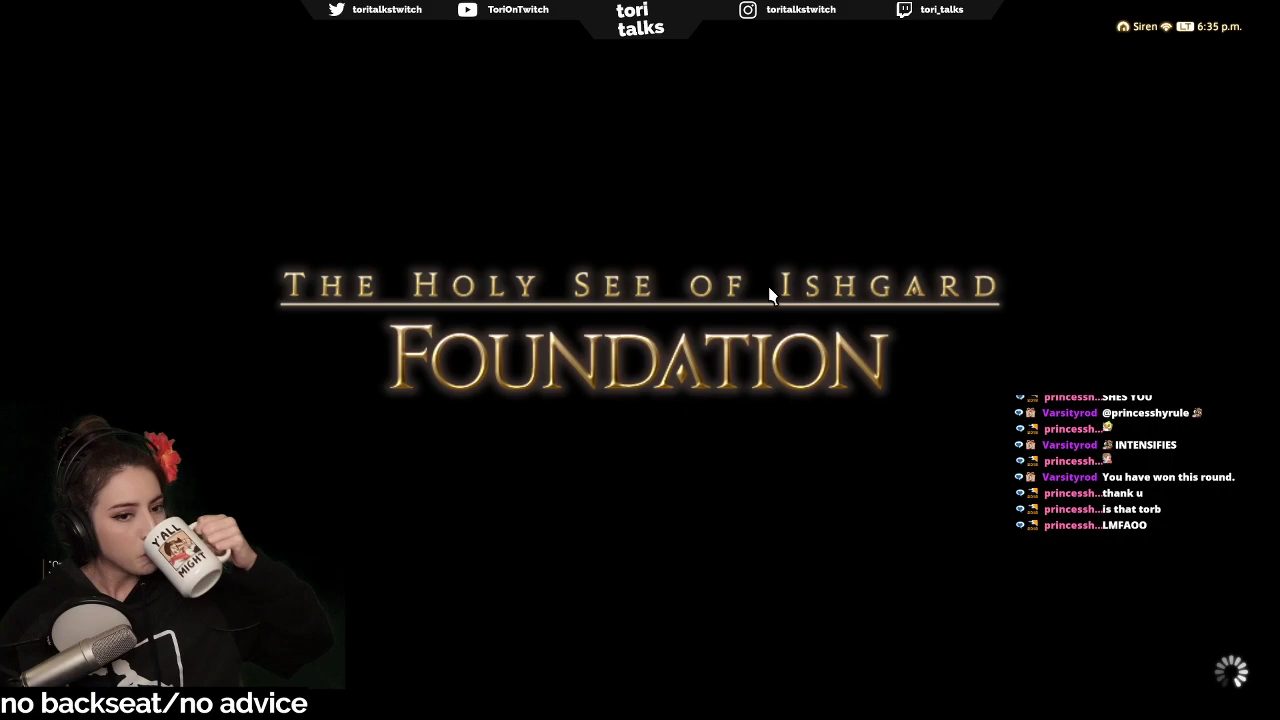 toritalkstwitch
ToriOnTwitch
tori
talks
toritalkstwitch
tori_talks
Siren LT 6:35 p.m.
THE HOLY SEE OF ISHGARD
FOUNDATION
princessh...SHES YOU
Varsityrod @princesshyrule
princessh...
Varsityrod INTENSIFIES
princessh...
Varsityrod You have won this round.
princessh...thank u
princessh...is that torb
princessh...LMFAOO
Y'ALL
MIGHT
no backseat/no advice